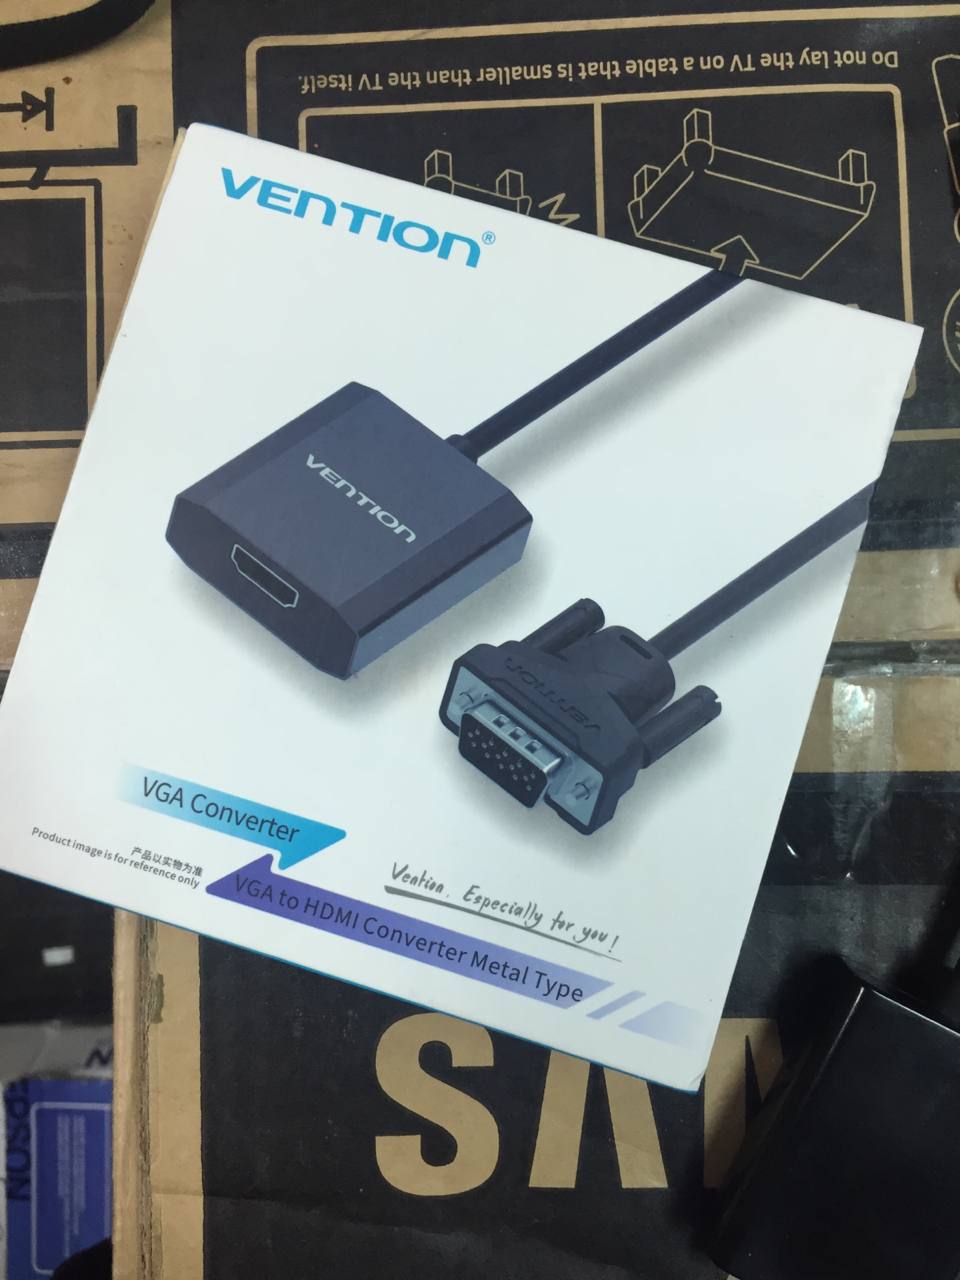 Do not lay the TV on a table that is smaller than the TV itself.
VENTION®
VENTION
VENTION
VGA Converter
产品以实物为准
Product image is for reference only
VGA to HDMI Converter Metal Type
Vention. Especially for you!
SAM
EPSON